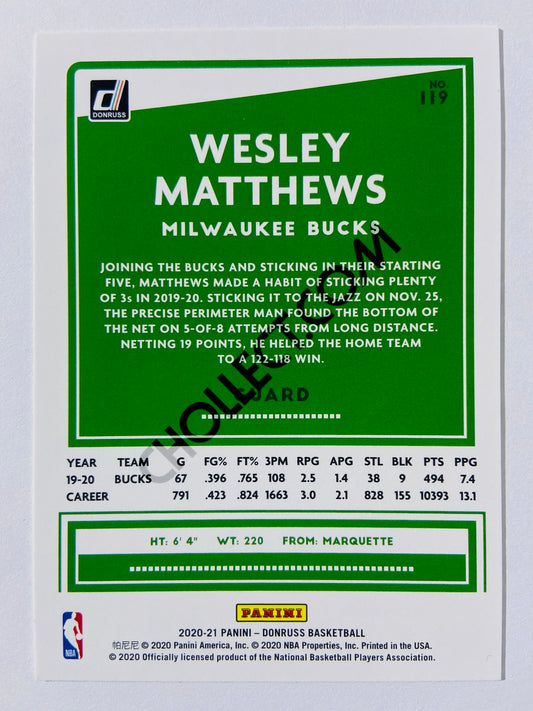 DONRUSS
NO.
119
WESLEY
MATTHEWS
MILWAUKEE BUCKS
JOINING THE BUCKS AND STICKING IN THEIR STARTING
FIVE, MATTHEWS MADE A HABIT OF STICKING PLENTY
OF 3s IN 2019-20. STICKING IT TO THE JAZZ ON NOV. 25,
THE PRECISE PERIMETER MAN FOUND THE BOTTOM OF
THE NET ON 5-OF-8 ATTEMPTS FROM LONG DISTANCE.
NETTING 19 POINTS, HE HELPED THE HOME TEAM
TO A 122-118 WIN.
GUARD
CHOLLECT.COM
YEAR TEAM G FG% FT% 3PM RPG APG STL BLK PTS PPG
19-20 BUCKS 67 .396 .765 108 2.5 1.4 38 9 494 7.4
CAREER 791 .423 .824 1663 3.0 2.1 828 155 10393 13.1
HT: 6' 4" WT: 220 FROM: MARQUETTE
PANINI
2020-21 PANINI – DONRUSS BASKETBALL
帕尼尼 © 2020 Panini America, Inc. © 2020 NBA Properties, Inc. Printed in the USA.
© 2020 Officially licensed product of the National Basketball Players Association.
NBA